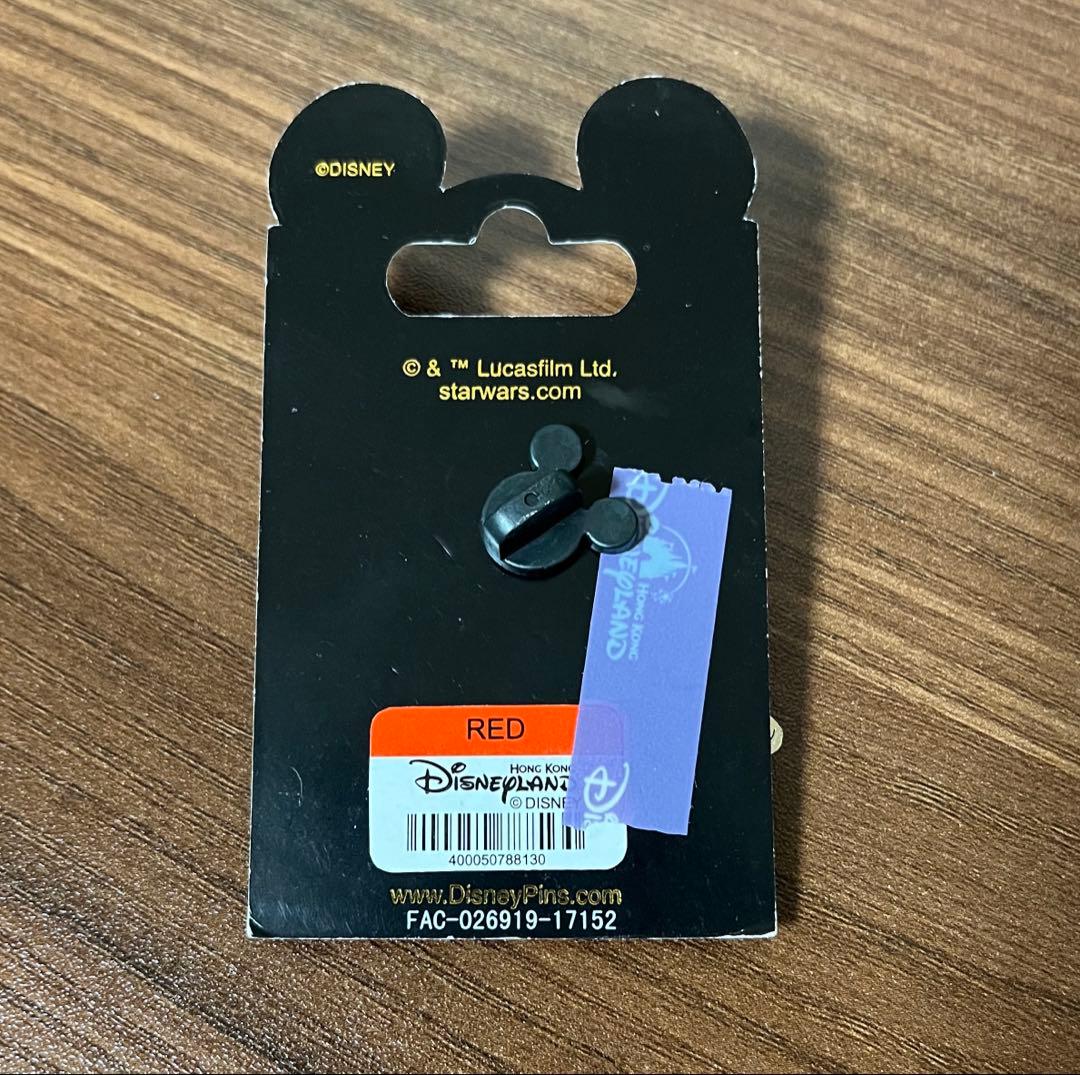 ©DISNEY
© & ™ Lucasfilm Ltd.
starwars.com
HONG KONG
DISNEYLAND
RED
HONG KONG
DISNEYLAND
© DISNEY
Dis
400050788130
www.DisneyPins.com
FAC-026919-17152